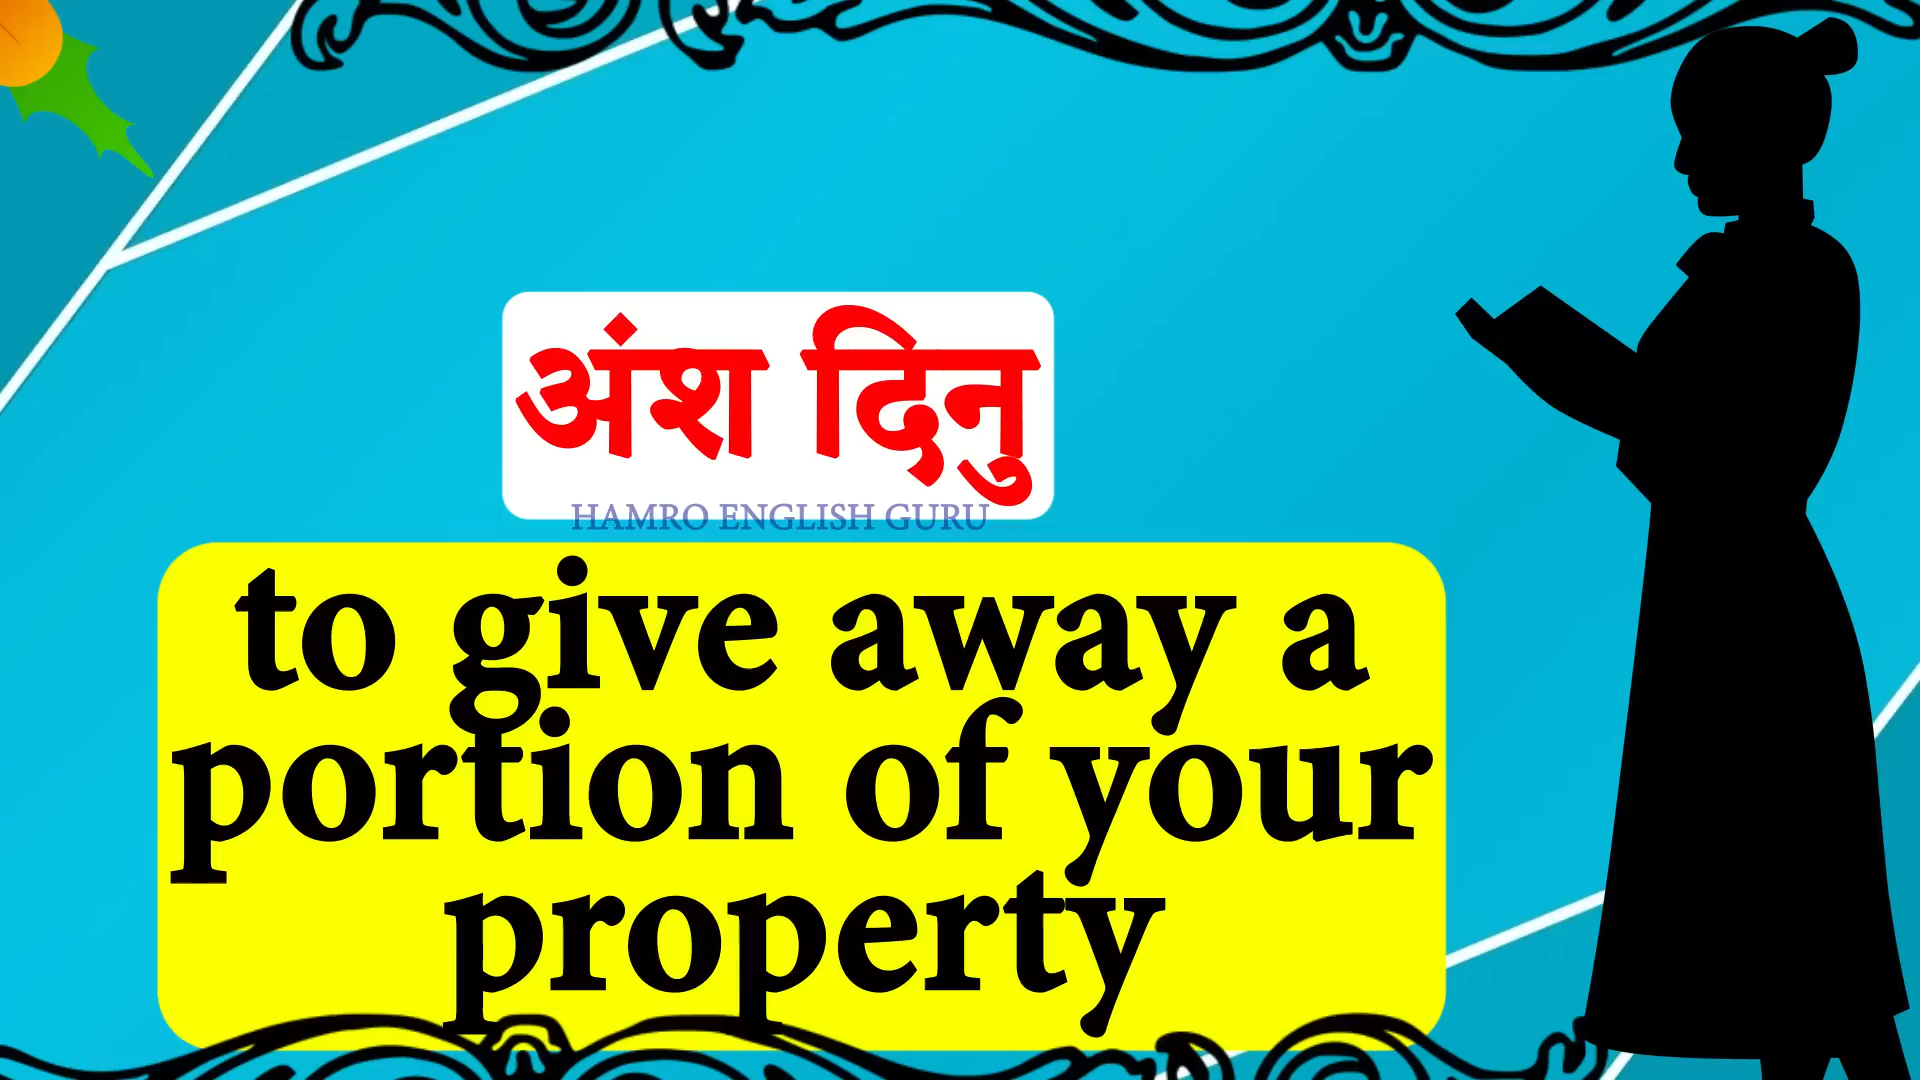 अंश दिनु
HAMRO ENGLISH GURU
to give away a
portion of your
property